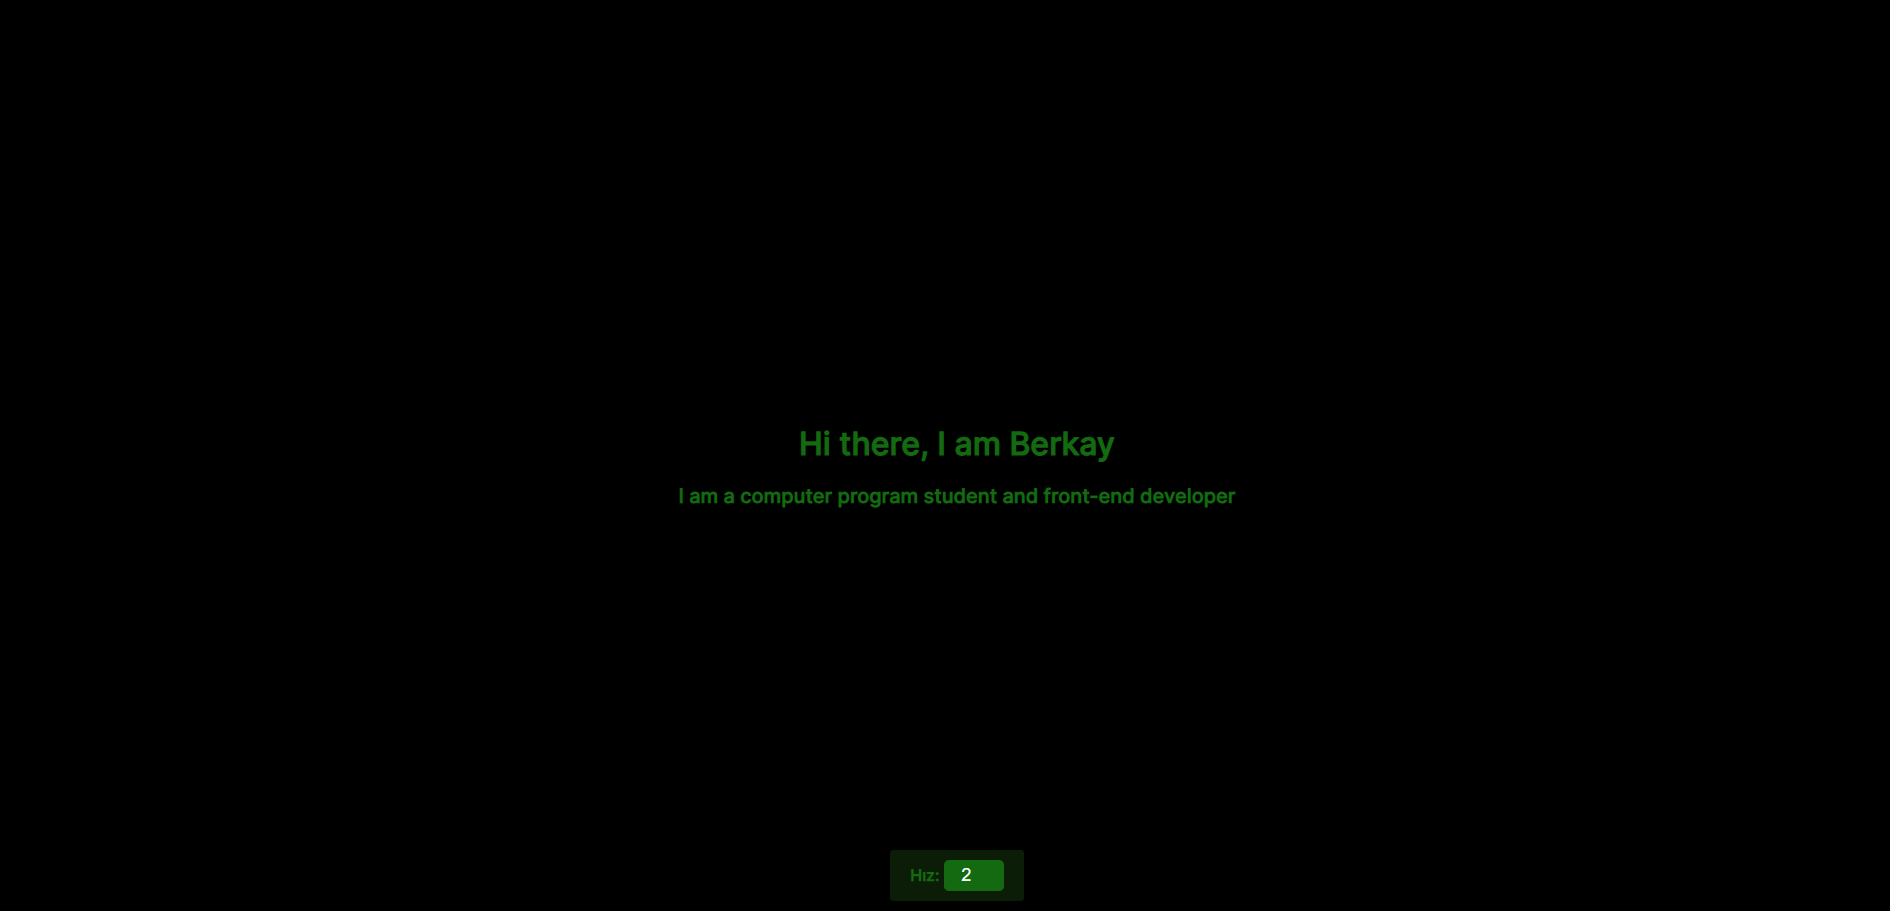 Hi there, I am Berkay
I am a computer program student and front-end developer
Hız: 2